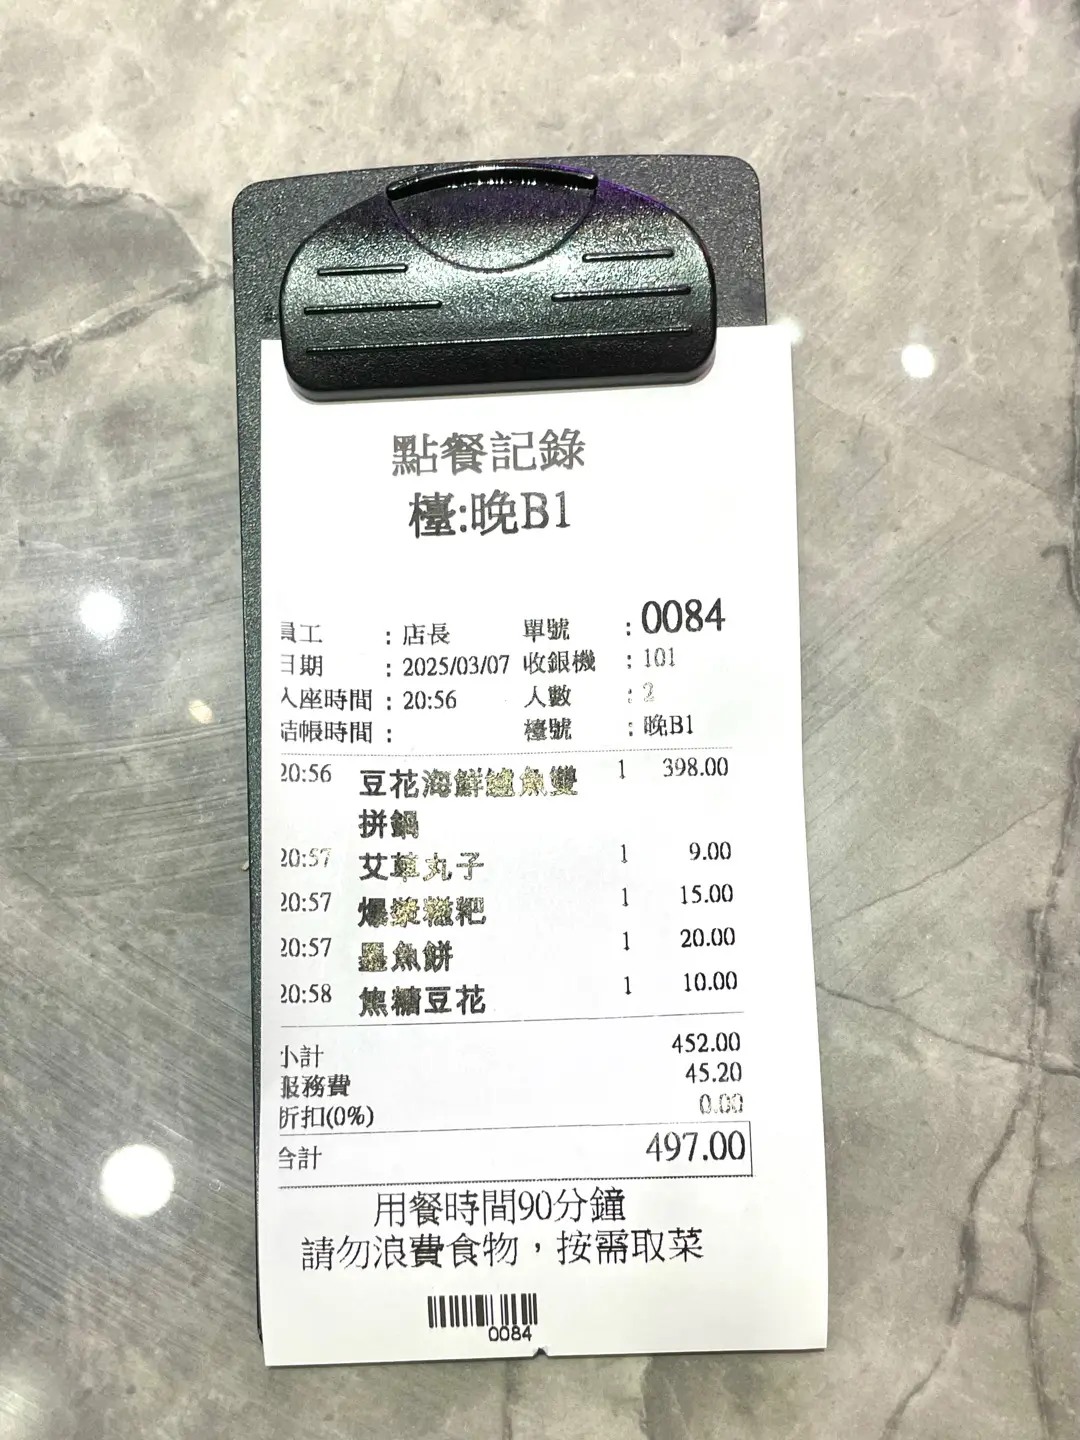 點餐記錄
檯:晚B1
員工 : 店長 單號 : 0084
日期 : 2025/03/07 收銀機 : 101
入座時間 : 20:56 人數 : 2
結帳時間 : 檯號 : 晚B1
20:56 豆花海鮮鱸魚雙 1 398.00
拼鍋
20:57 艾草丸子 1 9.00
20:57 爆漿糍粑 1 15.00
20:57 墨魚餅 1 20.00
20:58 焦糖豆花 1 10.00
小計 452.00
服務費 45.20
折扣(0%) 0.00
合計 497.00
用餐時間90分鐘
請勿浪費食物，按需取菜
0084